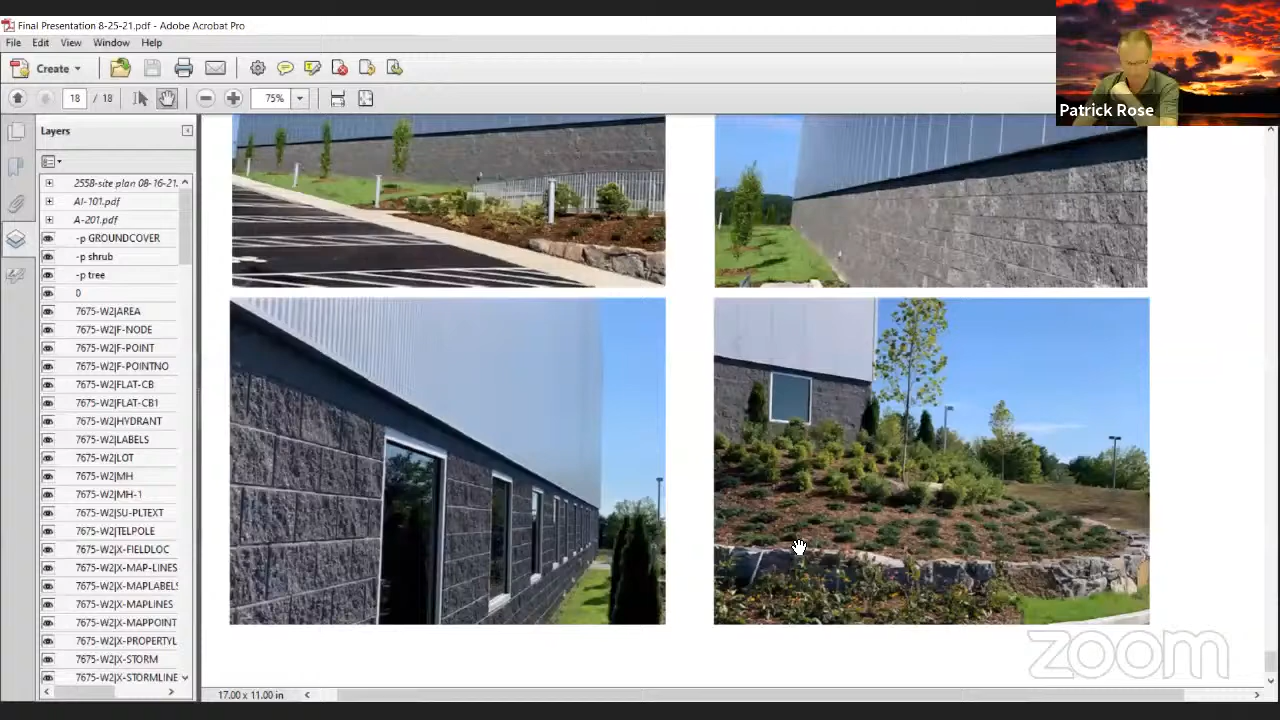 Final Presentation 8-25-21.pdf - Adobe Acrobat Pro
File Edit View Window Help
Create
18 / 18 75%
Patrick Rose
Layers
2558-site plan 08-16-21.
AI-101.pdf
A-201.pdf
-p GROUNDCOVER
-p shrub
-p tree
0
7675-W2|AREA
7675-W2|F-NODE
7675-W2|F-POINT
7675-W2|F-POINTNO
7675-W2|FLAT-CB
7675-W2|FLAT-CB1
7675-W2|HYDRANT
7675-W2|LABELS
7675-W2|LOT
7675-W2|MH
7675-W2|MH-1
7675-W2|SU-PLTEXT
7675-W2|TELPOLE
7675-W2|X-FIELDLOC
7675-W2|X-MAP-LINES
7675-W2|X-MAPLABELS
7675-W2|X-MAPLINES
7675-W2|X-MAPPOINT
7675-W2|X-PROPERTYL
7675-W2|X-STORM
7675-W2|X-STORMLINE
zoom
17.00 x 11.00 in